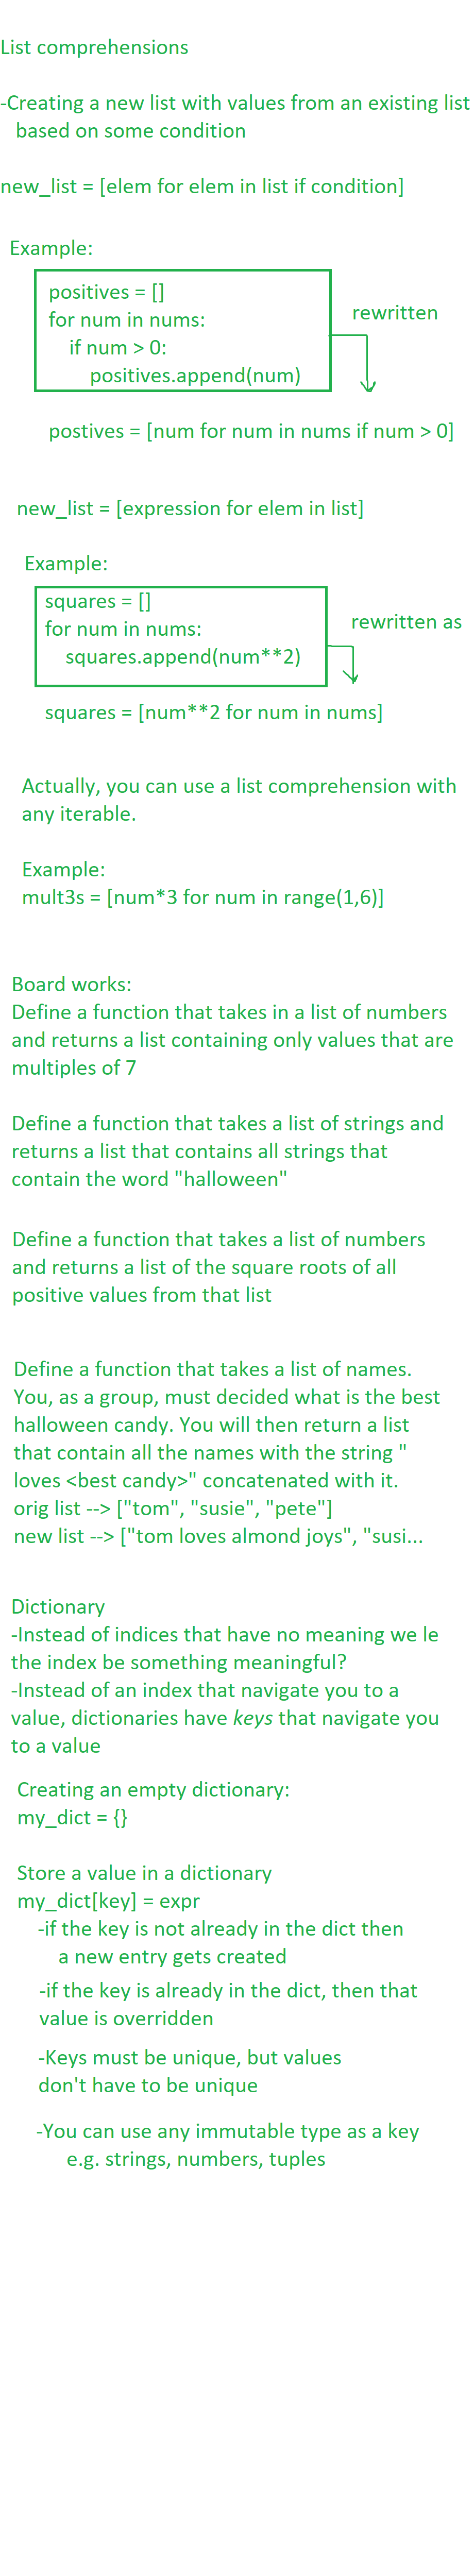 List comprehensions
-Creating a new list with values from an existing list
based on some condition
new_list = [elem for elem in list if condition]
Example:
positives = []
for num in nums:
if num > 0:
positives.append(num)
rewritten
postives = [num for num in nums if num > 0]
new_list = [expression for elem in list]
Example:
squares = []
for num in nums:
squares.append(num**2)
rewritten as
squares = [num**2 for num in nums]
Actually, you can use a list comprehension with
any iterable.
Example:
mult3s = [num*3 for num in range(1,6)]
Board works:
Define a function that takes in a list of numbers
and returns a list containing only values that are
multiples of 7
Define a function that takes a list of strings and
returns a list that contains all strings that
contain the word "halloween"
Define a function that takes a list of numbers
and returns a list of the square roots of all
positive values from that list
Define a function that takes a list of names.
You, as a group, must decided what is the best
halloween candy. You will then return a list
that contain all the names with the string "
loves <best candy>" concatenated with it.
orig list --> ["tom", "susie", "pete"]
new list --> ["tom loves almond joys", "susi...
Dictionary
-Instead of indices that have no meaning we le
the index be something meaningful?
-Instead of an index that navigate you to a
value, dictionaries have keys that navigate you
to a value
Creating an empty dictionary:
my_dict = {}
Store a value in a dictionary
my_dict[key] = expr
-if the key is not already in the dict then
a new entry gets created
-if the key is already in the dict, then that
value is overridden
-Keys must be unique, but values
don't have to be unique
-You can use any immutable type as a key
e.g. strings, numbers, tuples